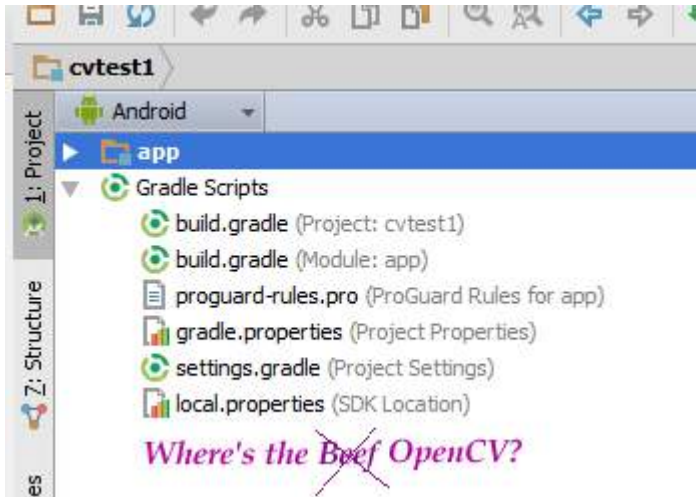 cvtest1
Android
1: Project
app
Gradle Scripts
build.gradle (Project: cvtest1)
build.gradle (Module: app)
proguard-rules.pro (ProGuard Rules for app)
gradle.properties (Project Properties)
settings.gradle (Project Settings)
local.properties (SDK Location)
7: Structure
Where's the Beef OpenCV?
es